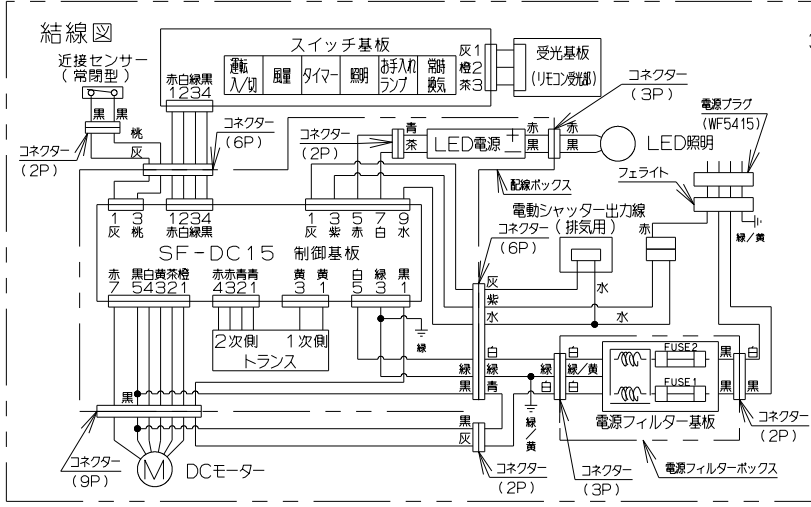 結線図
スイッチ基板
運転
入/切
風量
タイマー
照明
お手入れ
ランプ
常時
換気
灰1
橙2
茶3
受光基板
(リモコン受光部)
近接センサー
(常閉型)
黒 黒
コネクター
(2P)
桃
灰
赤白緑黒
1234
コネクター
(6P)
コネクター
(2P)
青
茶
LED電源
+
−
赤
黒
赤
黒
コネクター
(3P)
LED照明
電源プラグ
(WF5415)
フェライト
緑/黄
配線ボックス
電動シャッター出力線
(排気用)
コネクター
(6P)
赤
1 3
灰 桃
1234
赤白緑黒
1 3 5 7 9
灰 紫 赤 白 水
SF-DC15 制御基板
赤 黒白黄茶橙
7 54321
赤赤青青
4321
黄 黄
3 1
白 緑 黒
5 3 1
2次側 1次側
トランス
緑
灰
紫
水
水
水
白
緑 緑
黒 青
黒
灰
緑/黄
緑
白
白
緑/黄
白
FUSE2
FUSE1
黒
黒
白
黒
電源フィルター基板
コネクター
(2P)
黒
コネクター
(9P)
M
DCモーター
コネクター
(2P)
コネクター
(3P)
電源フィルターボックス